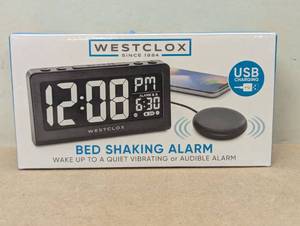 WESTCLOX
SINCE 1884
USB
CHARGING
12:08 PM
ALARM
6:30
WESTCLOX
BED SHAKING ALARM
WAKE UP TO A QUIET VIBRATING or AUDIBLE ALARM